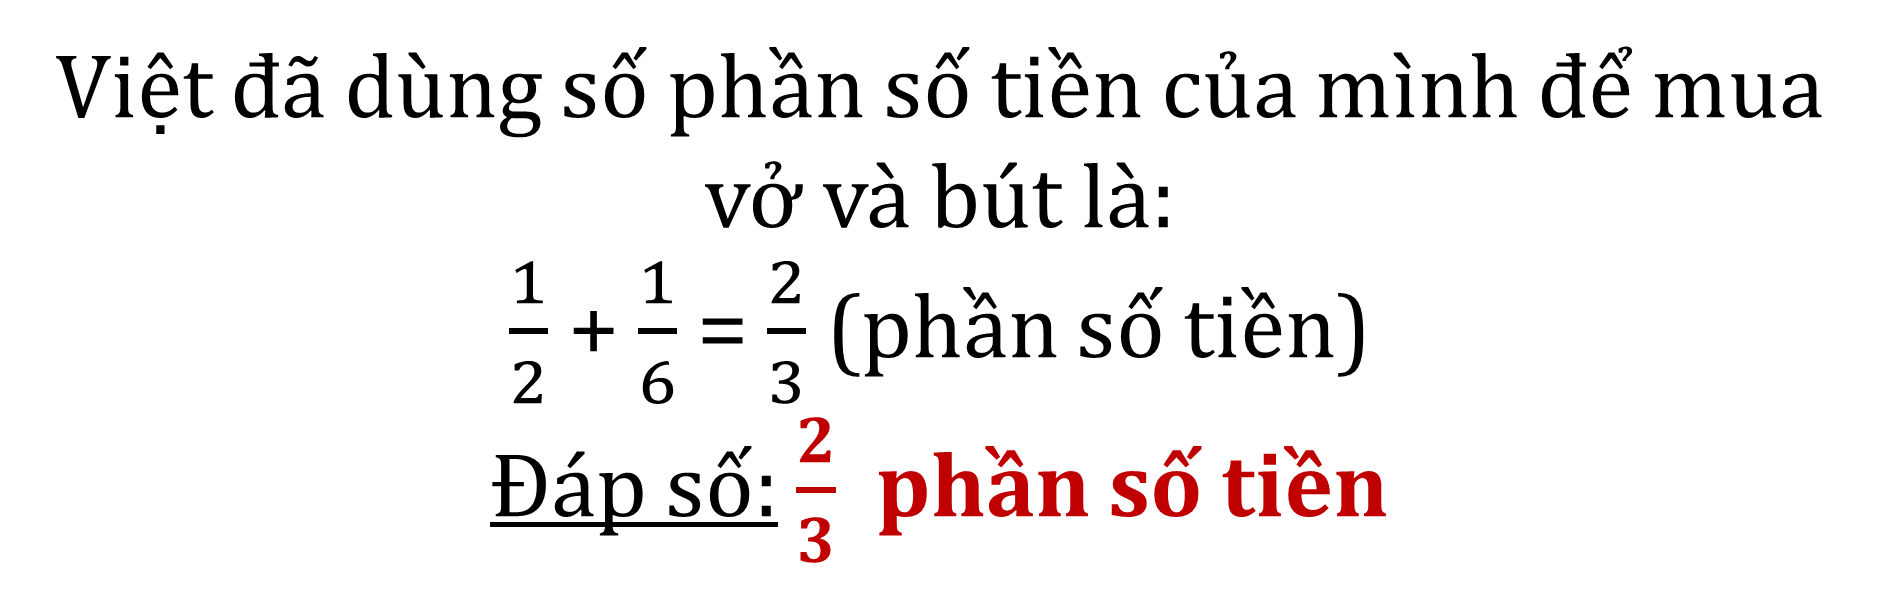 Việt đã dùng số phần số tiền của mình để mua
vở và bút là:
1/2 + 1/6 = 2/3 (phần số tiền)
Đáp số: 2/3 phần số tiền